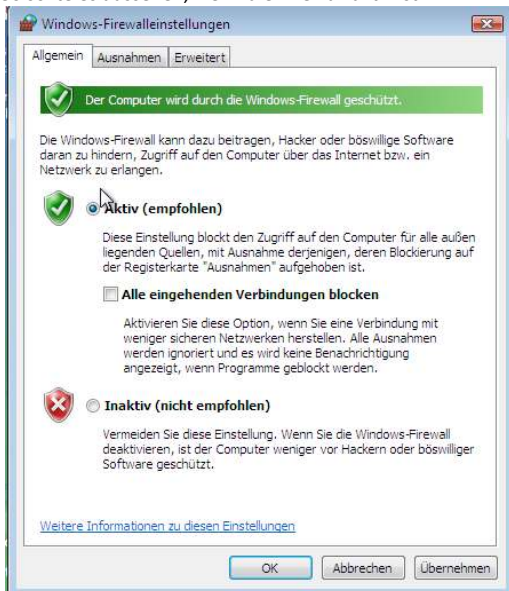 Windows-Firewalleinstellungen
Allgemein Ausnahmen Erweitert
Der Computer wird durch die Windows-Firewall geschützt.
Die Windows-Firewall kann dazu beitragen, Hacker oder böswillige Software
daran zu hindern, Zugriff auf den Computer über das Internet bzw. ein
Netzwerk zu erlangen.
Aktiv (empfohlen)
Diese Einstellung blockt den Zugriff auf den Computer für alle außen
liegenden Quellen, mit Ausnahme derjenigen, deren Blockierung auf
der Registerkarte "Ausnahmen" aufgehoben ist.
Alle eingehenden Verbindungen blocken
Aktivieren Sie diese Option, wenn Sie eine Verbindung mit
weniger sicheren Netzwerken herstellen. Alle Ausnahmen
werden ignoriert und es wird keine Benachrichtigung
angezeigt, wenn Programme geblockt werden.
Inaktiv (nicht empfohlen)
Vermeiden Sie diese Einstellung. Wenn Sie die Windows-Firewall
deaktivieren, ist der Computer weniger vor Hackern oder böswilliger
Software geschützt.
Weitere Informationen zu diesen Einstellungen
OK Abbrechen Übernehmen